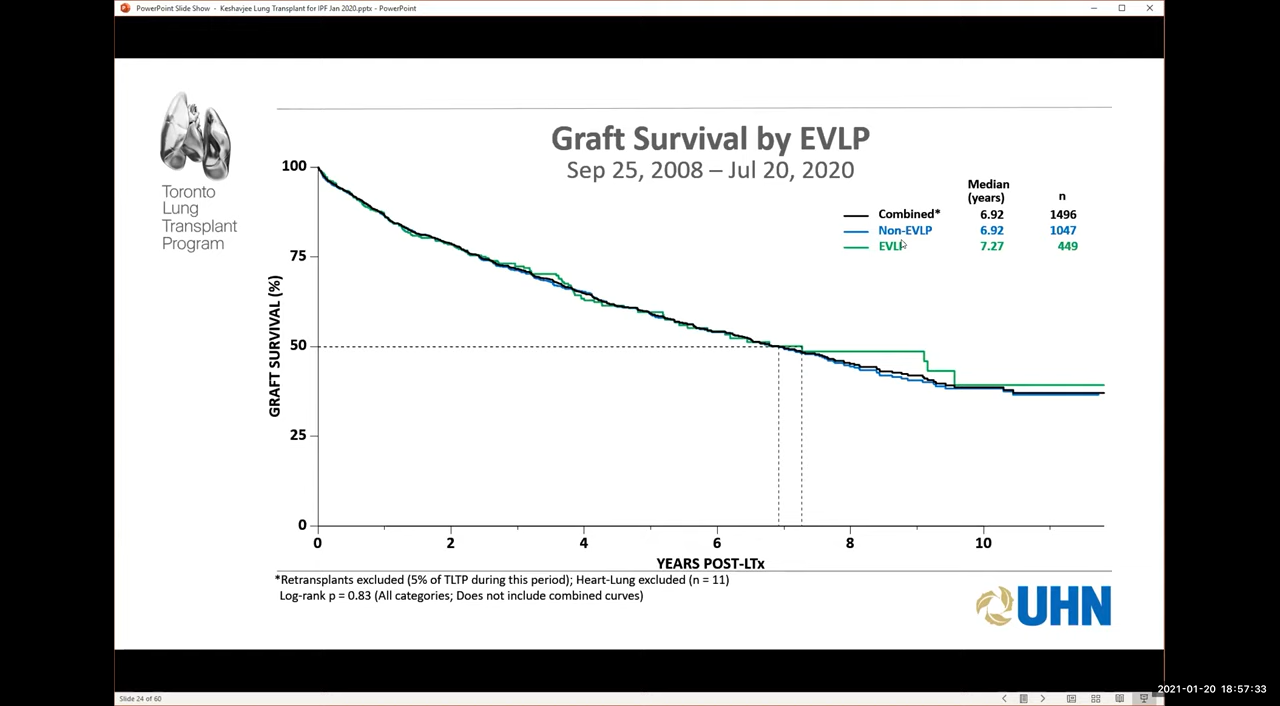 PowerPoint Slide Show - Keshavjee Lung Transplant for IPF Jan 2020.pptx - PowerPoint
Toronto
Lung
Transplant
Program
Graft Survival by EVLP
Sep 25, 2008 – Jul 20, 2020
Median
(years) n
Combined* 6.92 1496
Non-EVLP 6.92 1047
EVLP 7.27 449
GRAFT SURVIVAL (%)
100
75
50
25
0
0 2 4 6 8 10
YEARS POST-LTx
*Retransplants excluded (5% of TLTP during this period); Heart-Lung excluded (n = 11)
Log-rank p = 0.83 (All categories; Does not include combined curves)
UHN
Slide 24 of 60
2021-01-20 18:57:33